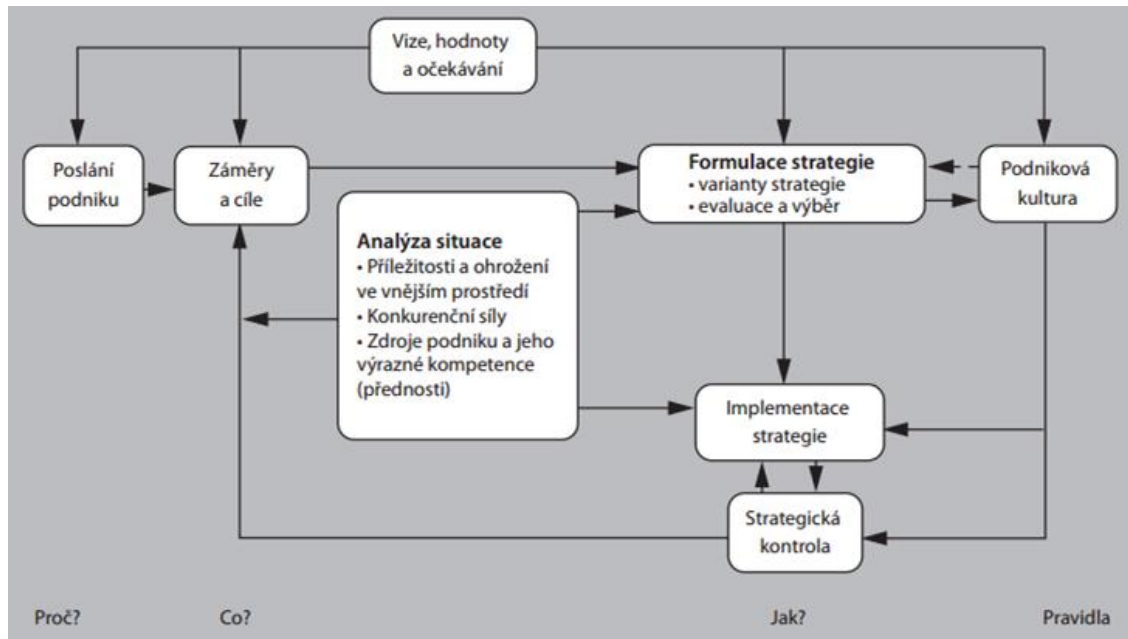 Vize, hodnoty
a očekávání
Poslání
podniku
Záměry
a cíle
Formulace strategie
• varianty strategie
• evaluace a výběr
Podniková
kultura
Analýza situace
• Příležitosti a ohrožení
ve vnějším prostředí
• Konkurenční síly
• Zdroje podniku a jeho
výrazné kompetence
(přednosti)
Implementace
strategie
Strategická
kontrola
Proč?
Co?
Jak?
Pravidla